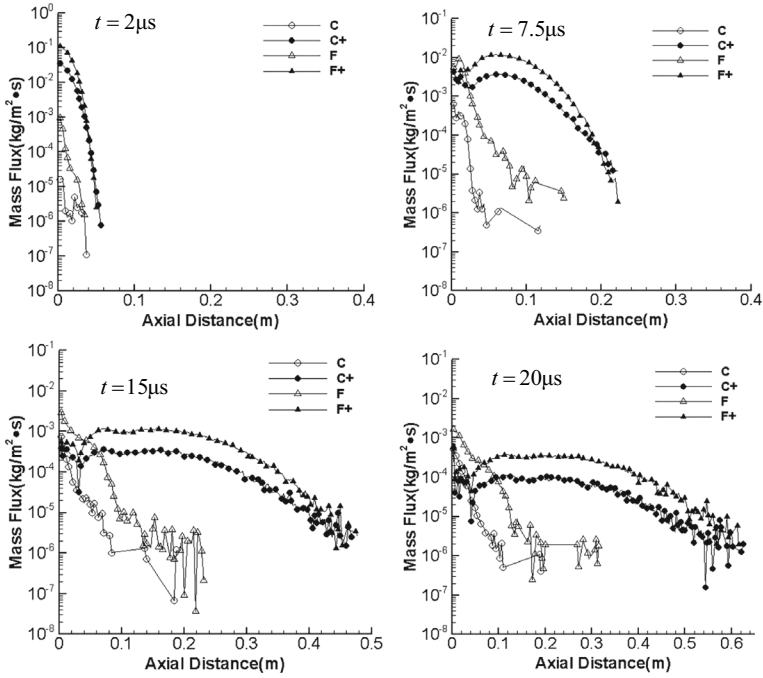 t = 2μs
C
C+
F
F+
10^0
10^-1
10^-2
10^-3
10^-4
10^-5
10^-6
10^-7
10^-8
Mass Flux(kg/m²•s)
0 0.1 0.2 0.3 0.4
Axial Distance(m)
t = 7.5μs
C
C+
F
F+
10^-1
10^-2
10^-3
10^-4
10^-5
10^-6
10^-7
10^-8
Mass Flux(kg/m²•s)
0 0.1 0.2 0.3 0.4
Axial Distance(m)
t = 15μs
C
C+
F
F+
10^-1
10^-2
10^-3
10^-4
10^-5
10^-6
10^-7
10^-8
Mass Flux(kg/m²•s)
0 0.1 0.2 0.3 0.4 0.5
Axial Distance(m)
t = 20μs
C
C+
F
F+
10^-1
10^-2
10^-3
10^-4
10^-5
10^-6
10^-7
10^-8
Mass Flux(kg/m²•s)
0 0.1 0.2 0.3 0.4 0.5 0.6
Axial Distance(m)